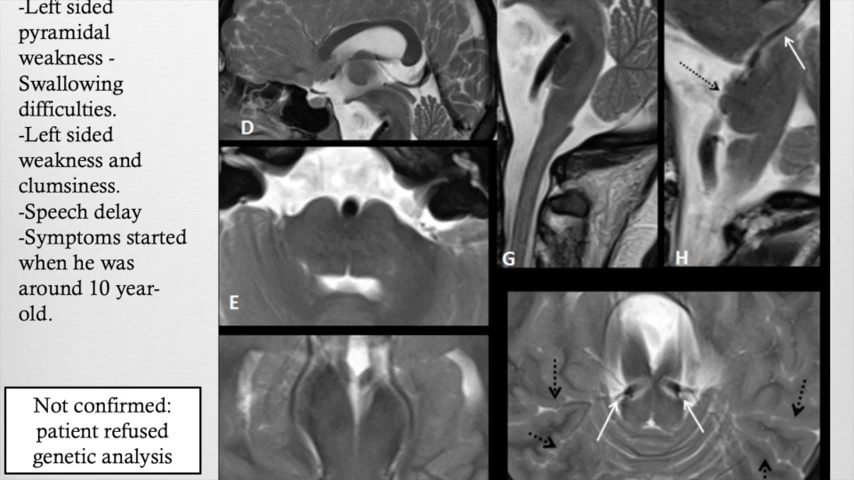 -Left sided
pyramidal
weakness -
Swallowing
difficulties.
-Left sided
weakness and
clumsiness.
-Speech delay
-Symptoms started
when he was
around 10 year-
old.
Not confirmed:
patient refused
genetic analysis
D
E
G
H